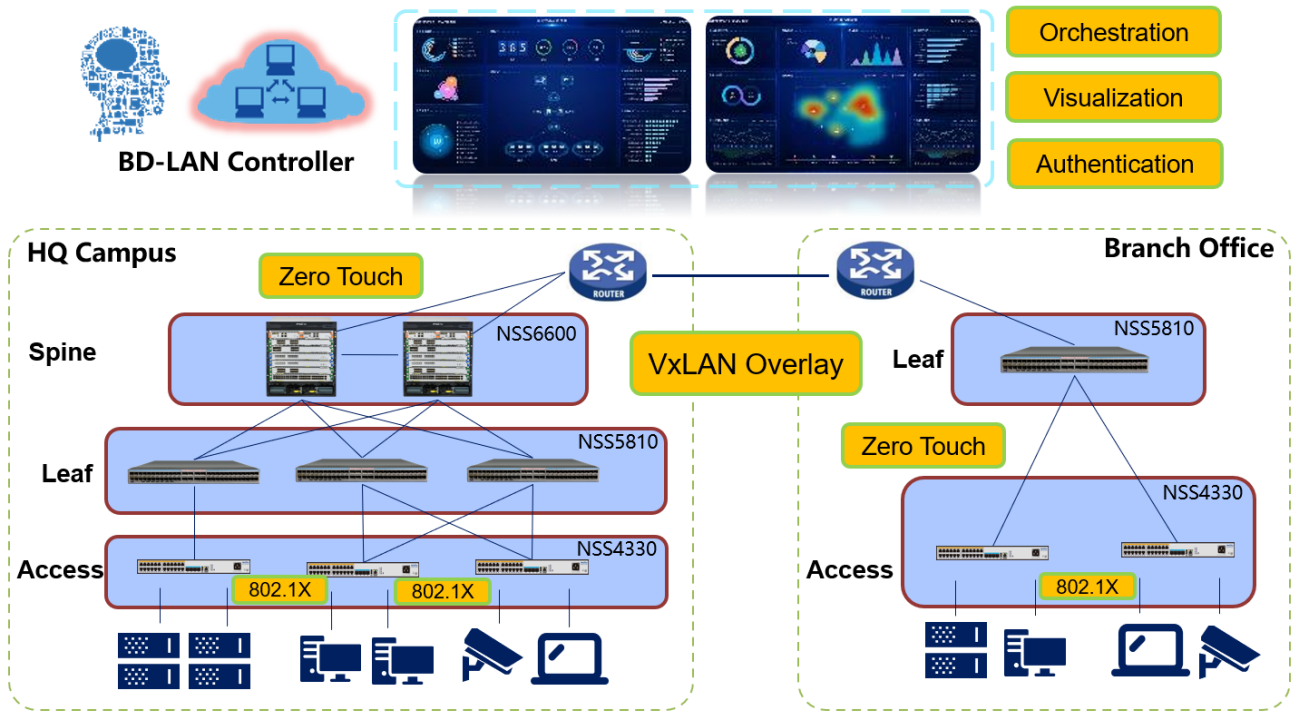 Orchestration
Visualization
Authentication
BD-LAN Controller
365
HQ Campus
Zero Touch
ROUTER
ROUTER
Branch Office
Spine
NSS6600
VxLAN Overlay
NSS5810
Leaf
NSS5810
Leaf
Zero Touch
NSS4330
Access
802.1X
802.1X
NSS4330
Access
802.1X